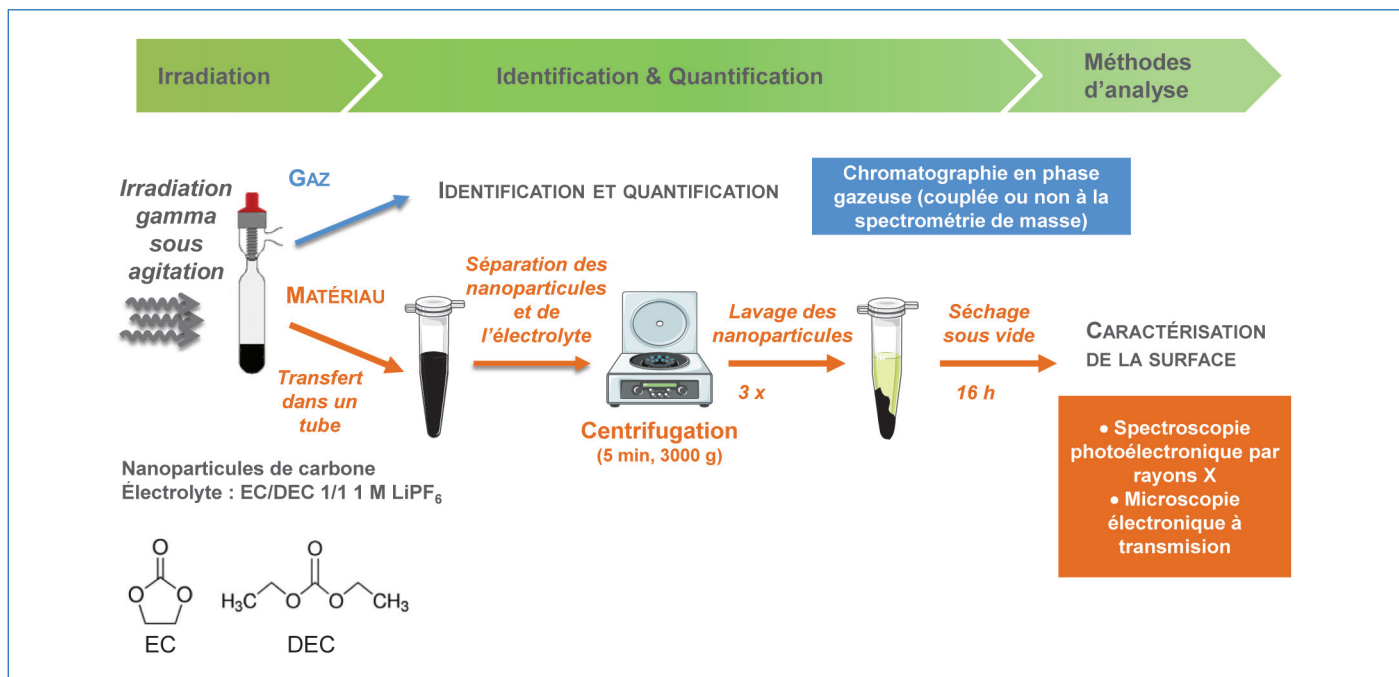 Irradiation
Identification & Quantification
Méthodes
d'analyse
Irradiation
gamma
sous
agitation
GAZ
IDENTIFICATION ET QUANTIFICATION
Chromatographie en phase
gazeuse (couplée ou non à la
spectrométrie de masse)
MATÉRIAU
Transfert
dans un
tube
Séparation des
nanoparticules
et de
l'électrolyte
Centrifugation
(5 min, 3000 g)
Lavage des
nanoparticules
3 x
Séchage
sous vide
16 h
CARACTÉRISATION
DE LA SURFACE
• Spectroscopie
photoélectronique par
rayons X
• Microscopie
électronique à
transmision
Nanoparticules de carbone
Électrolyte : EC/DEC 1/1 1 M LiPF₆
O
O
O
EC
O
H₃C
O
O
CH₃
DEC